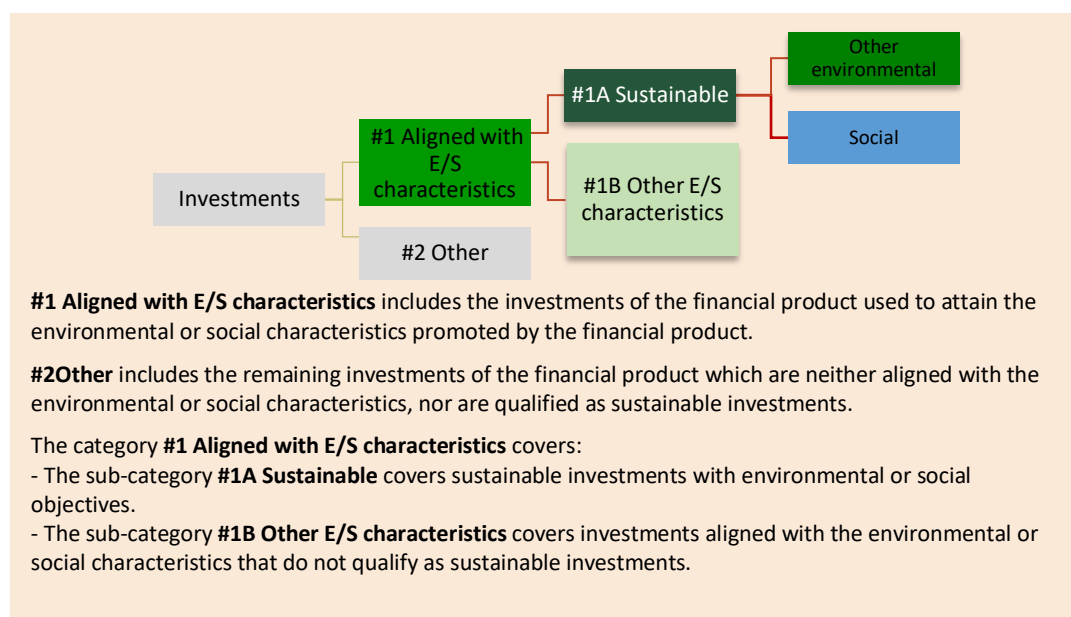 Other
environmental
#1A Sustainable
#1 Aligned with
E/S
characteristics
Social
#1B Other E/S
characteristics
Investments
#2 Other
#1 Aligned with E/S characteristics includes the investments of the financial product used to attain the
environmental or social characteristics promoted by the financial product.
#2Other includes the remaining investments of the financial product which are neither aligned with the
environmental or social characteristics, nor are qualified as sustainable investments.
The category #1 Aligned with E/S characteristics covers:
- The sub-category #1A Sustainable covers sustainable investments with environmental or social
objectives.
- The sub-category #1B Other E/S characteristics covers investments aligned with the environmental or
social characteristics that do not qualify as sustainable investments.